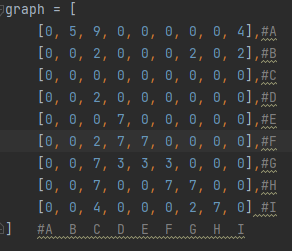 graph = [
[0, 5, 9, 0, 0, 0, 0, 0, 4],#A
[0, 0, 2, 0, 0, 0, 0, 2, 0, 2],#B
[0, 0, 0, 0, 0, 0, 0, 0, 0],#C
[0, 0, 2, 0, 0, 0, 0, 0, 0],#D
[0, 0, 0, 7, 0, 0, 0, 0, 0],#E
[0, 0, 2, 7, 7, 0, 0, 0, 0],#F
[0, 0, 7, 3, 3, 3, 0, 0, 0],#G
[0, 0, 7, 0, 0, 7, 7, 0, 0],#H
[0, 0, 4, 0, 0, 0, 2, 7, 0] #I
] #A B C D E F G H I